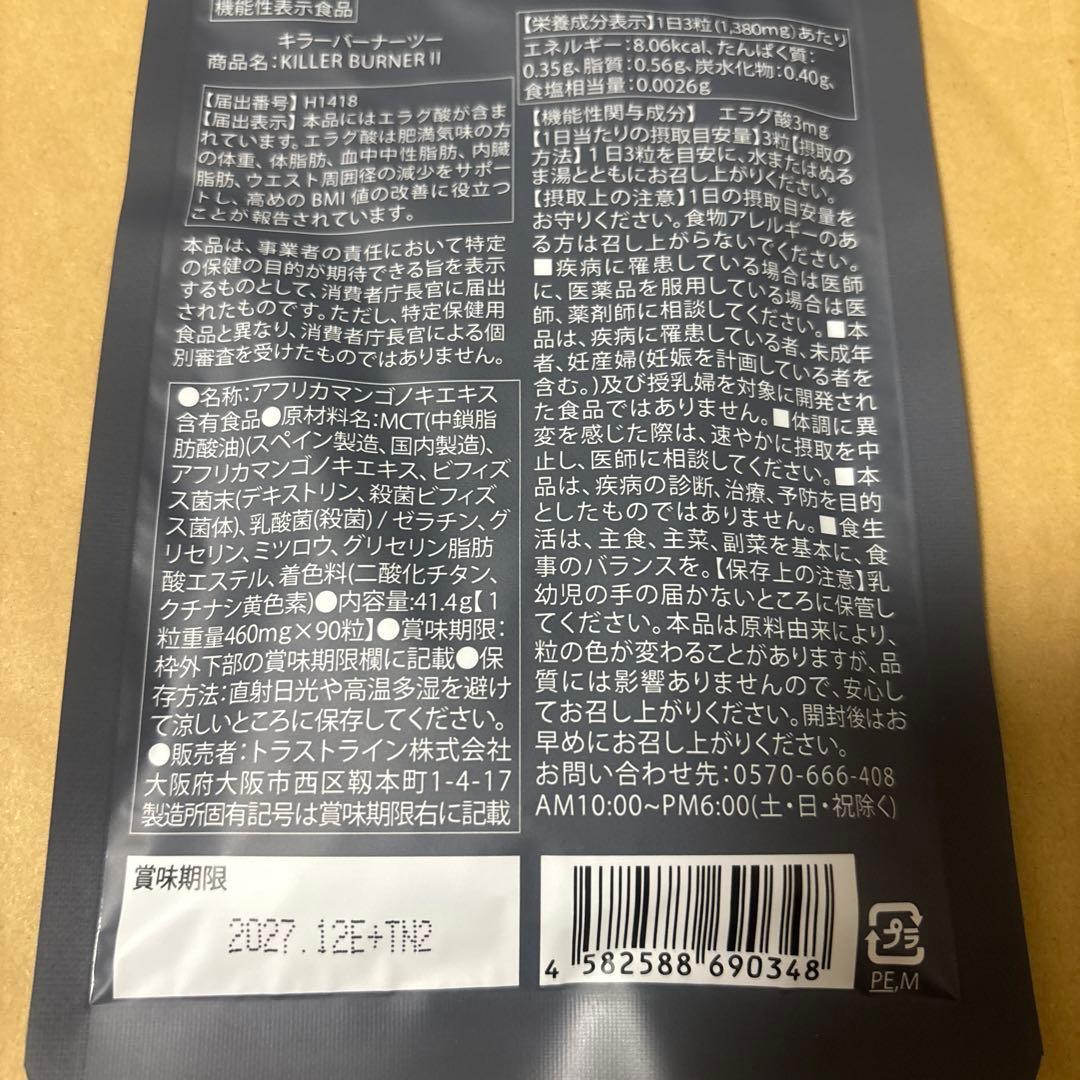 機能性表示食品
キラーバーナーツー
商品名：KILLER BURNER II
【届出番号】H1418
【届出表示】本品にはエラグ酸が含ま
れています。エラグ酸は肥満気味の方
の体重、体脂肪、血中中性脂肪、内臓
脂肪、ウエスト周囲径の減少をサポー
トし、高めの BMI 値の改善に役立つ
ことが報告されています。
本品は、事業者の責任において特定
の保健の目的が期待できる旨を表示
するものとして、消費者庁長官に届出
されたものです。ただし、特定保健用
食品と異なり、消費者庁長官による個
別審査を受けたものではありません。
●名称：アフリカマンゴノキエキス
含有食品●原材料名：MCT(中鎖脂
肪酸油)(スペイン製造、国内製造)、
アフリカマンゴノキエキス、ビフィズ
ス菌末(デキストリン、殺菌ビフィズ
ス菌体)、乳酸菌(殺菌) / ゼラチン、グ
リセリン、ミツロウ、グリセリン脂肪
酸エステル、着色料(二酸化チタン、
クチナシ黄色素)●内容量:41.4g【1
粒重量460mg×90粒】●賞味期限：
枠外下部の賞味期限欄に記載●保
存方法：直射日光や高温多湿を避け
て涼しいところに保存してください。
●販売者：トラストライン株式会社
大阪府大阪市西区靱本町1-4-17
製造所固有記号は賞味期限右に記載
【栄養成分表示】1日3粒(1,380mg)あたり
エネルギー：8.06kcal、たんぱく質：
0.35g、脂質：0.56g、炭水化物：0.40g、
食塩相当量：0.0026g
【機能性関与成分】 エラグ酸3mg
【1日当たりの摂取目安量】3粒【摂取の
方法】1日3粒を目安に、水またはぬる
ま湯とともにお召し上がりください。
【摂取上の注意】1日の摂取目安量を
お守りください。食物アレルギーのあ
る方は召し上がらないでください。
■疾病に罹患している場合は医師
に、医薬品を服用している場合は医
師、薬剤師に相談してください。■本
品は、疾病に罹患している者、未成年
者、妊産婦(妊娠を計画している者を
含む。)及び授乳婦を対象に開発され
た食品ではありません。■体調に異
変を感じた際は、速やかに摂取を中
止し、医師に相談してください。■本
品は、疾病の診断、治療、予防を目的
としたものではありません。■食生
活は、主食、主菜、副菜を基本に、食
事のバランスを。【保存上の注意】乳
幼児の手の届かないところに保管し
てください。本品は原料由来により、
粒の色が変わることがありますが、品
質には影響ありませんので、安心し
てお召し上がりください。開封後はお
早めにお召し上がりください。
お問い合わせ先：0570-666-408
AM10:00~PM6:00(土・日・祝除く)
賞味期限
2027.12E+TN2
4 582588 690348
プラ
PE,M